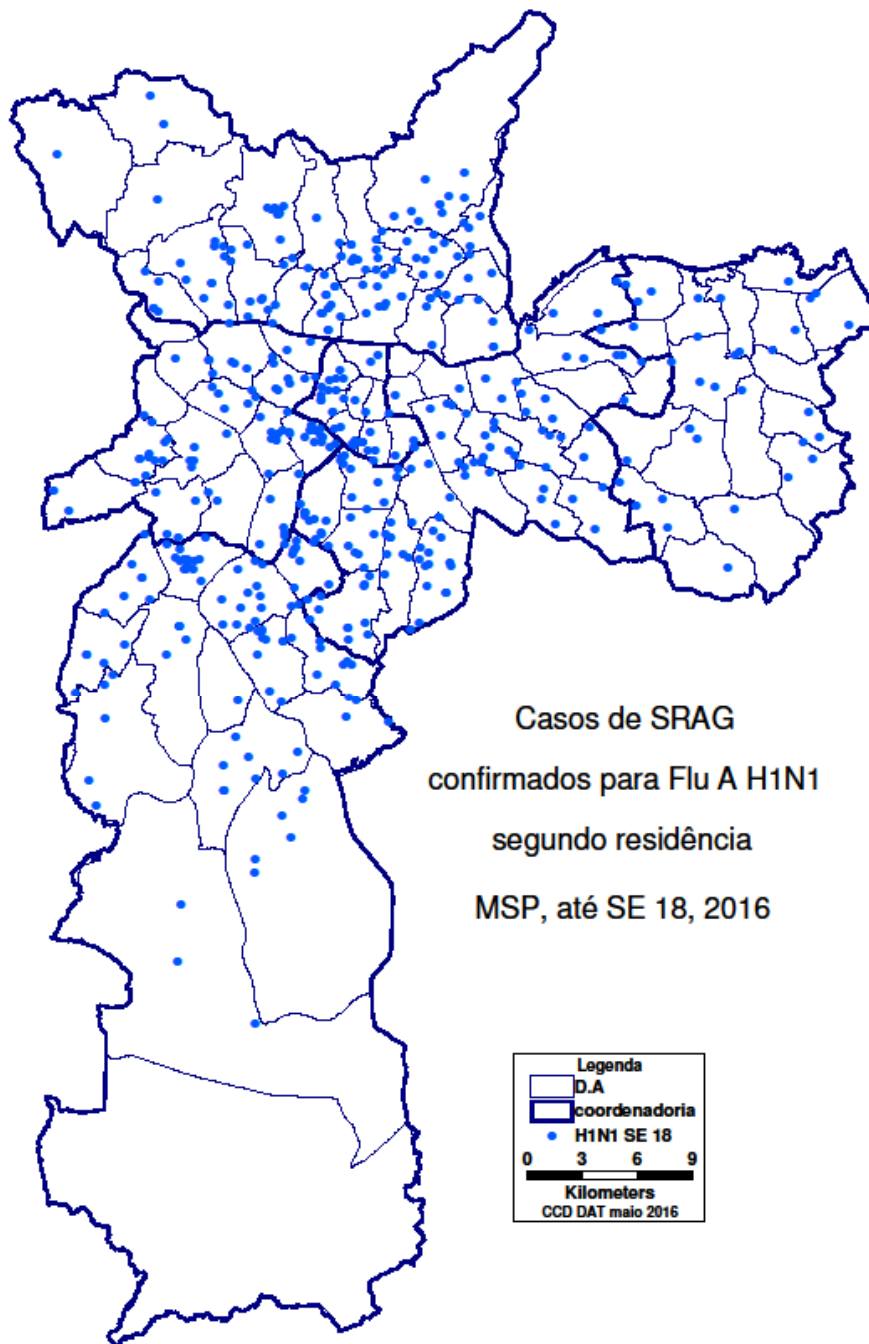 Casos de SRAG
confirmados para Flu A H1N1
segundo residência
MSP, até SE 18, 2016
Legenda
D.A
coordenadoria
H1N1 SE 18
0 3 6 9
Kilometers
CCD DAT maio 2016